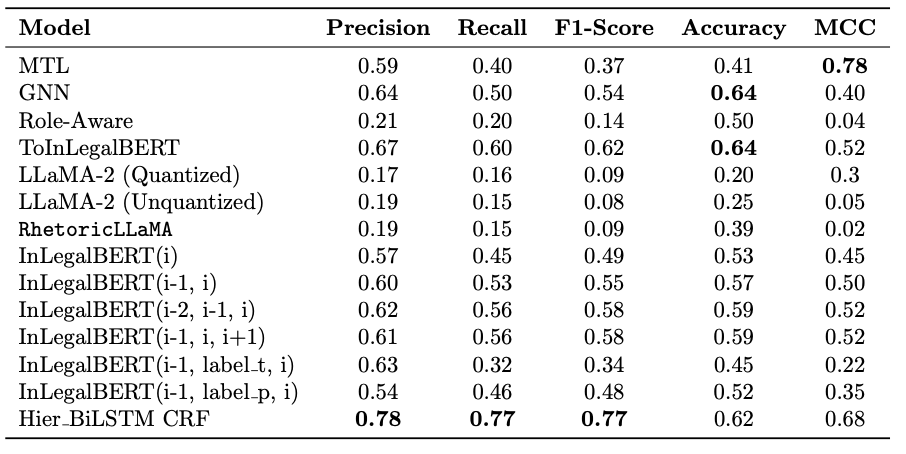 Model Precision Recall F1-Score Accuracy MCC
MTL 0.59 0.40 0.37 0.41 0.78
GNN 0.64 0.50 0.54 0.64 0.40
Role-Aware 0.21 0.20 0.14 0.50 0.04
ToInLegalBERT 0.67 0.60 0.62 0.64 0.52
LLaMA-2 (Quantized) 0.17 0.16 0.09 0.20 0.3
LLaMA-2 (Unquantized) 0.19 0.15 0.08 0.25 0.05
RhetoricLLaMA 0.19 0.15 0.09 0.39 0.02
InLegalBERT(i) 0.57 0.45 0.49 0.53 0.45
InLegalBERT(i-1, i) 0.60 0.53 0.55 0.57 0.50
InLegalBERT(i-2, i-1, i) 0.62 0.56 0.58 0.59 0.52
InLegalBERT(i-1, i, i+1) 0.61 0.56 0.58 0.59 0.52
InLegalBERT(i-1, label_t, i) 0.63 0.32 0.34 0.45 0.22
InLegalBERT(i-1, label_p, i) 0.54 0.46 0.48 0.52 0.35
Hier_BiLSTM CRF 0.78 0.77 0.77 0.62 0.68